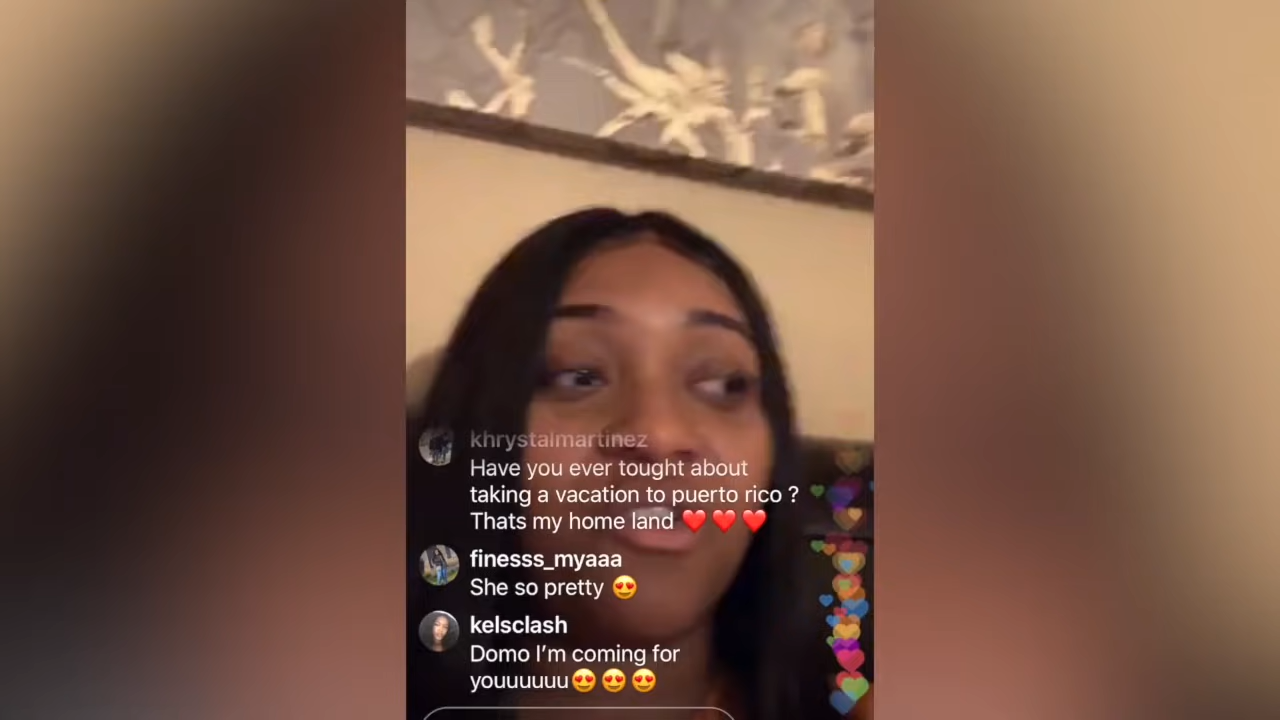 khrystalmartinez
Have you ever tought about
taking a vacation to puerto rico ?
Thats my home land ❤️❤️❤️
finesss_myaaa
She so pretty 😍
kelsclash
Domo I’m coming for
youuuuuu😍😍😍